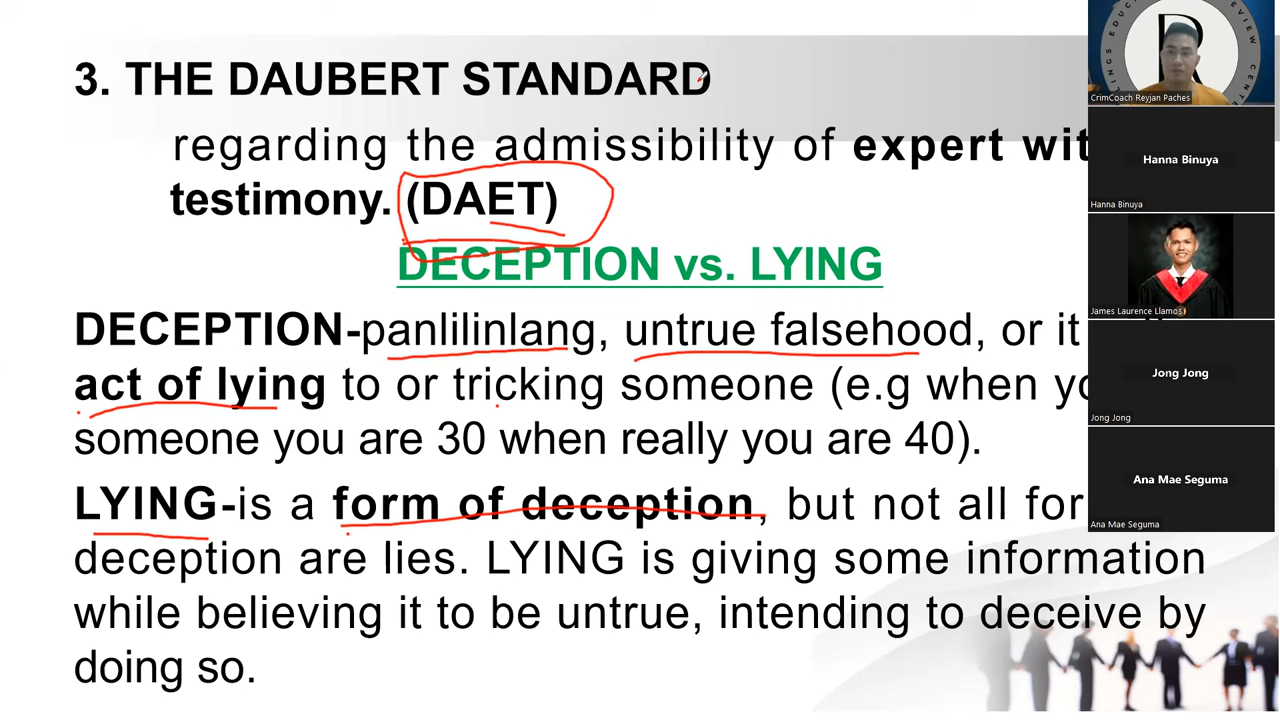 3. THE DAUBERT STANDARD
regarding the admissibility of expert
testimony. (DAET)
DECEPTION vs. LYING
DECEPTION-panlilinlang, untrue falsehood, or it
act of lying to or tricking someone (e.g when
someone you are 30 when really you are 40).
LYING-is a form of deception, but not all
deception are lies. LYING is giving some information
while believing it to be untrue, intending to deceive by
doing so.
R
CrimCoach Reyjan Paches
Hanna Binuya
Hanna Binuya
James Laurence Llamos
Jong Jong
Jong Jong
Ana Mae Seguma
Ana Mae Seguma